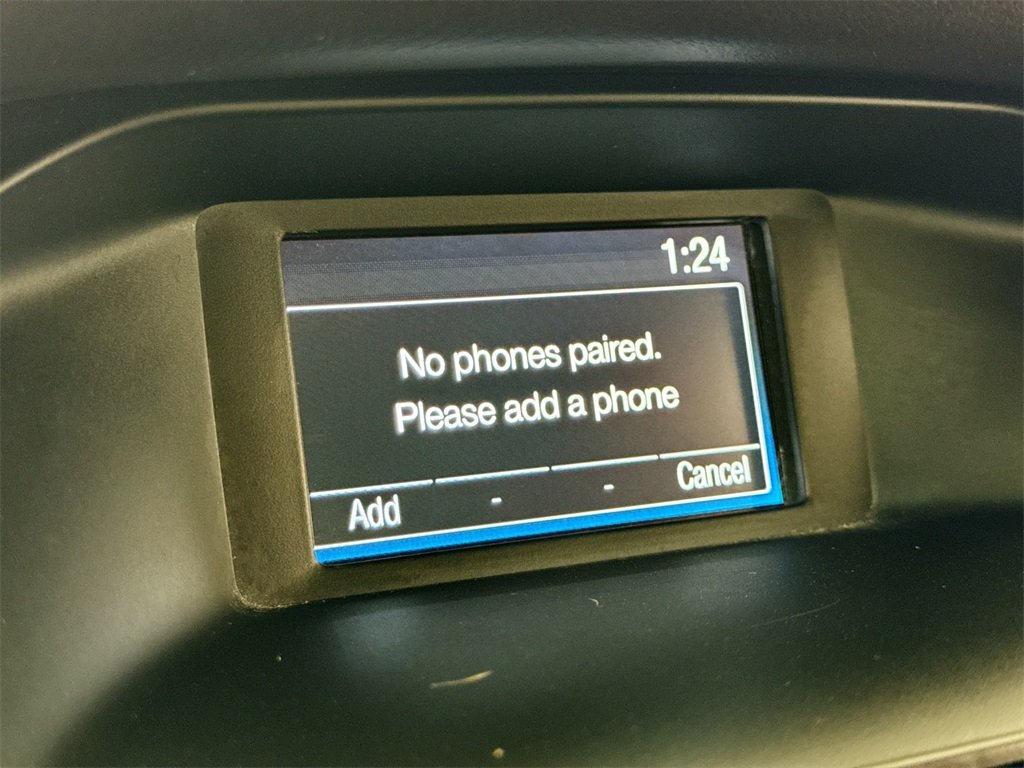 1:24
No phones paired.
Please add a phone
Add - - Cancel